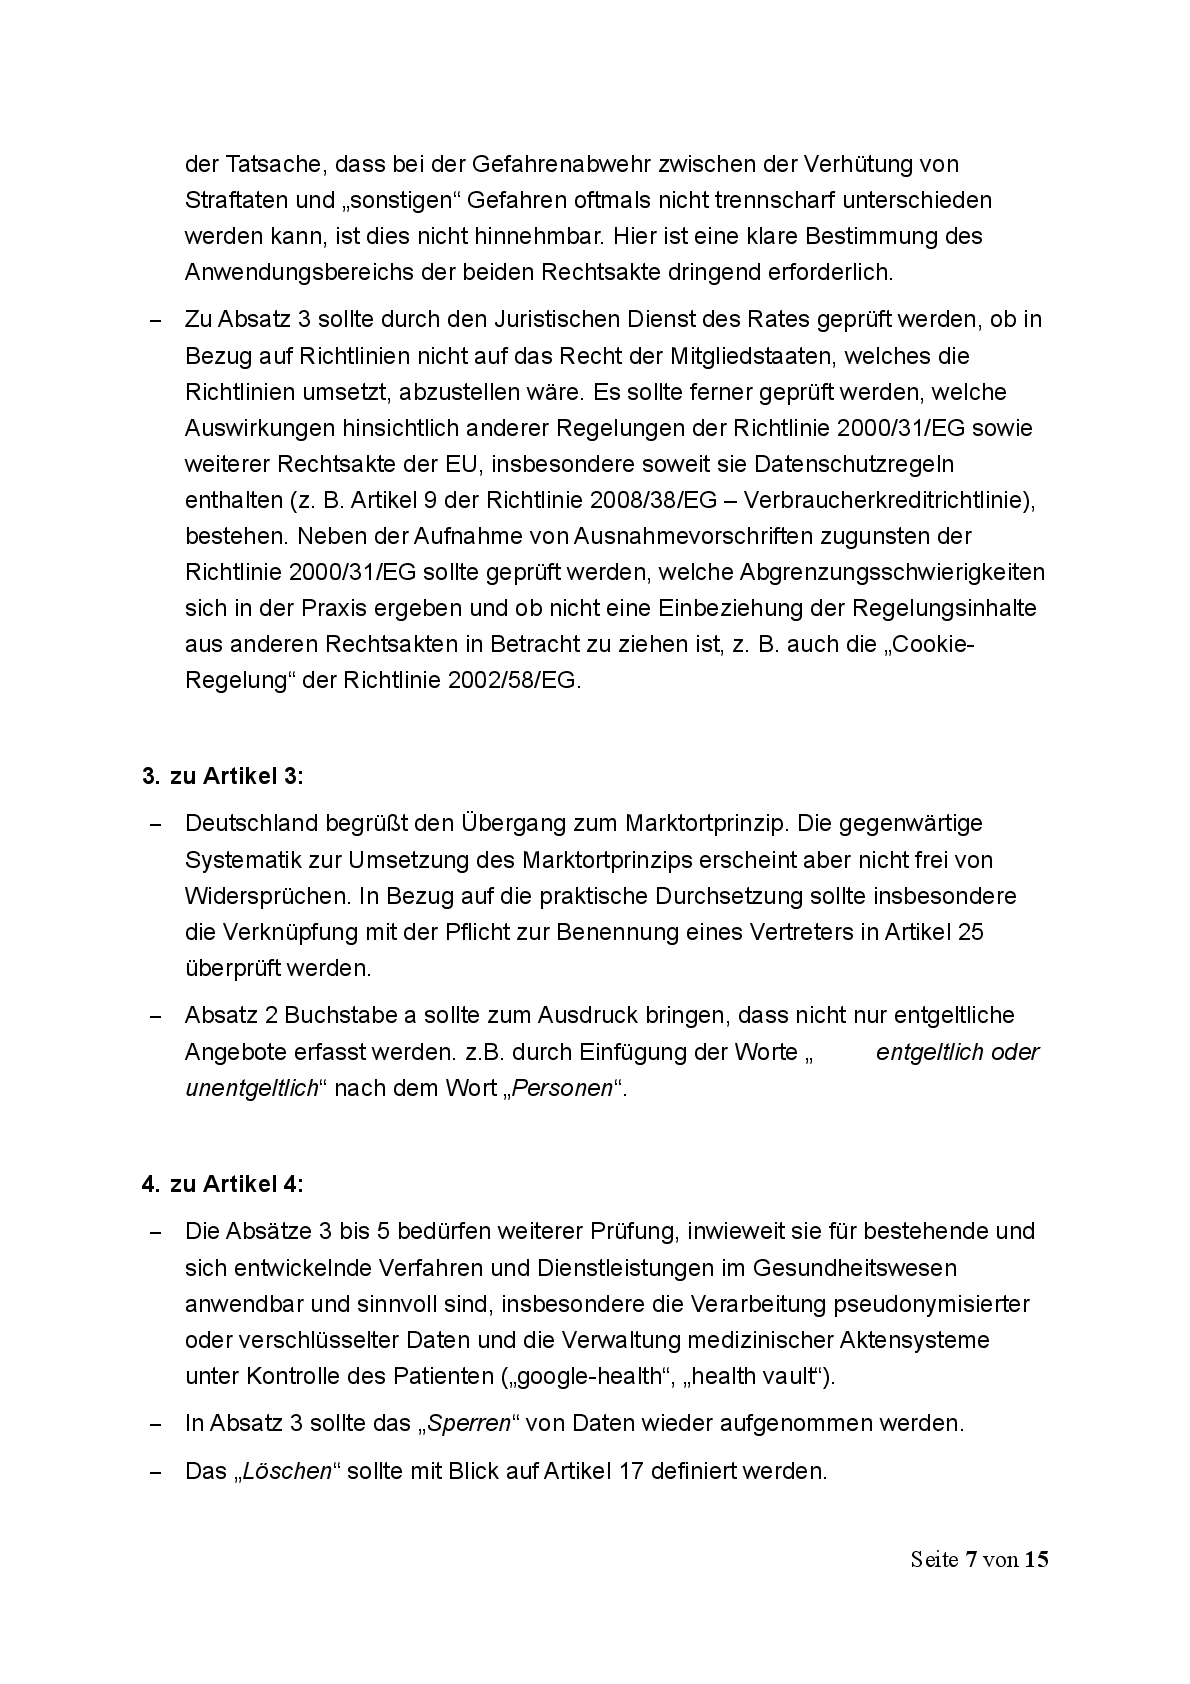 der Tatsache, dass bei der Gefahrenabwehr zwischen der Verhütung von
Straftaten und „sonstigen“ Gefahren oftmals nicht trennscharf unterschieden
werden kann, ist dies nicht hinnehmbar. Hier ist eine klare Bestimmung des
Anwendungsbereichs der beiden Rechtsakte dringend erforderlich.
– Zu Absatz 3 sollte durch den Juristischen Dienst des Rates geprüft werden, ob in
Bezug auf Richtlinien nicht auf das Recht der Mitgliedstaaten, welches die
Richtlinien umsetzt, abzustellen wäre. Es sollte ferner geprüft werden, welche
Auswirkungen hinsichtlich anderer Regelungen der Richtlinie 2000/31/EG sowie
weiterer Rechtsakte der EU, insbesondere soweit sie Datenschutzregeln
enthalten (z. B. Artikel 9 der Richtlinie 2008/38/EG – Verbraucherkreditrichtlinie),
bestehen. Neben der Aufnahme von Ausnahmevorschriften zugunsten der
Richtlinie 2000/31/EG sollte geprüft werden, welche Abgrenzungsschwierigkeiten
sich in der Praxis ergeben und ob nicht eine Einbeziehung der Regelungsinhalte
aus anderen Rechtsakten in Betracht zu ziehen ist, z. B. auch die „Cookie-
Regelung“ der Richtlinie 2002/58/EG.
3. zu Artikel 3:
– Deutschland begrüßt den Übergang zum Marktortprinzip. Die gegenwärtige
Systematik zur Umsetzung des Marktortprinzips erscheint aber nicht frei von
Widersprüchen. In Bezug auf die praktische Durchsetzung sollte insbesondere
die Verknüpfung mit der Pflicht zur Benennung eines Vertreters in Artikel 25
überprüft werden.
– Absatz 2 Buchstabe a sollte zum Ausdruck bringen, dass nicht nur entgeltliche
Angebote erfasst werden. z.B. durch Einfügung der Worte „ entgeltlich oder
unentgeltlich“ nach dem Wort „Personen“.
4. zu Artikel 4:
– Die Absätze 3 bis 5 bedürfen weiterer Prüfung, inwieweit sie für bestehende und
sich entwickelnde Verfahren und Dienstleistungen im Gesundheitswesen
anwendbar und sinnvoll sind, insbesondere die Verarbeitung pseudonymisierter
oder verschlüsselter Daten und die Verwaltung medizinischer Aktensysteme
unter Kontrolle des Patienten („google-health“, „health vault“).
– In Absatz 3 sollte das „Sperren“ von Daten wieder aufgenommen werden.
– Das „Löschen“ sollte mit Blick auf Artikel 17 definiert werden.
Seite 7 von 15